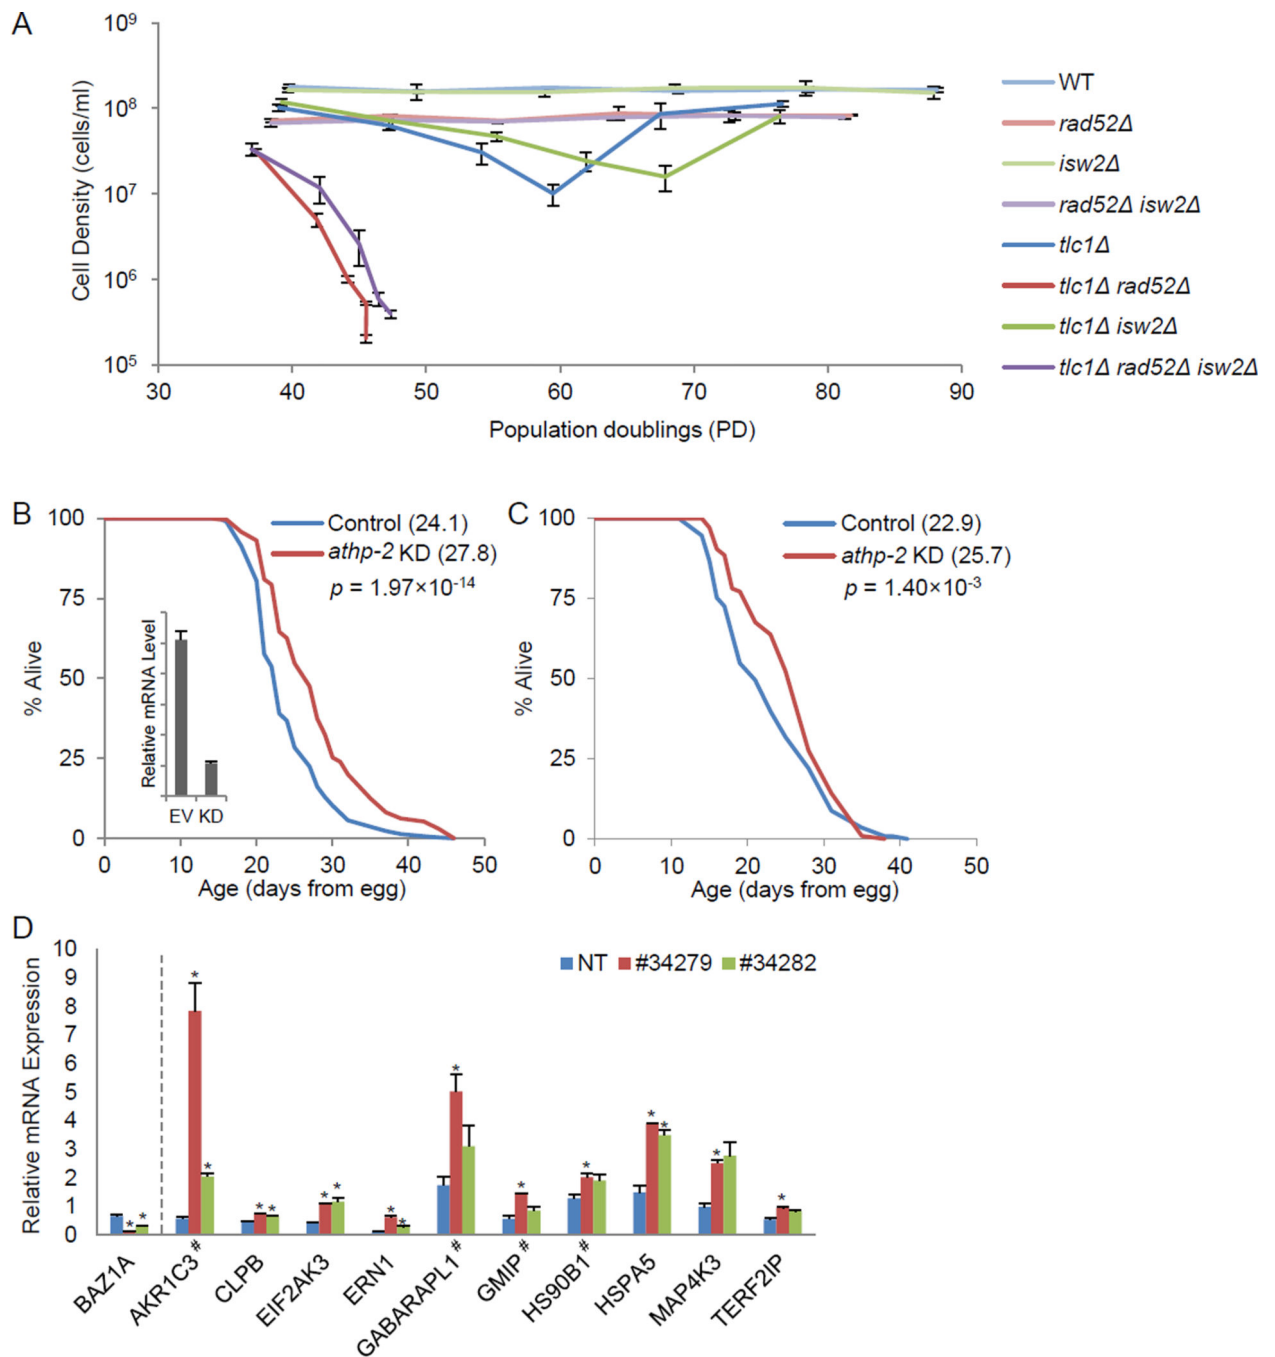 A
10⁹
10⁸
10⁷
10⁶
10⁵
Cell Density (cells/ml)
30 40 50 60 70 80 90
Population doublings (PD)
WT
rad52Δ
isw2Δ
rad52Δ isw2Δ
tlc1Δ
tlc1Δ rad52Δ
tlc1Δ isw2Δ
tlc1Δ rad52Δ isw2Δ
B
100
75
50
25
0
% Alive
Control (24.1)
athp-2 KD (27.8)
p = 1.97×10⁻¹⁴
Relative mRNA Level
EV KD
0 10 20 30 40 50
Age (days from egg)
C
100
75
50
25
0
% Alive
Control (22.9)
athp-2 KD (25.7)
p = 1.40×10⁻³
0 10 20 30 40 50
Age (days from egg)
D
10
9
8
7
6
5
4
3
2
1
0
Relative mRNA Expression
NT #34279 #34282
* *
* *
* *
* *
* *
*
*
*
* *
*
*
BAZ1A
AKR1C3#
CLPB
EIF2AK3
ERN1
GABARAPL1#
GMIP#
HS90B1#
HSPA5
MAP4K3
TERF2IP